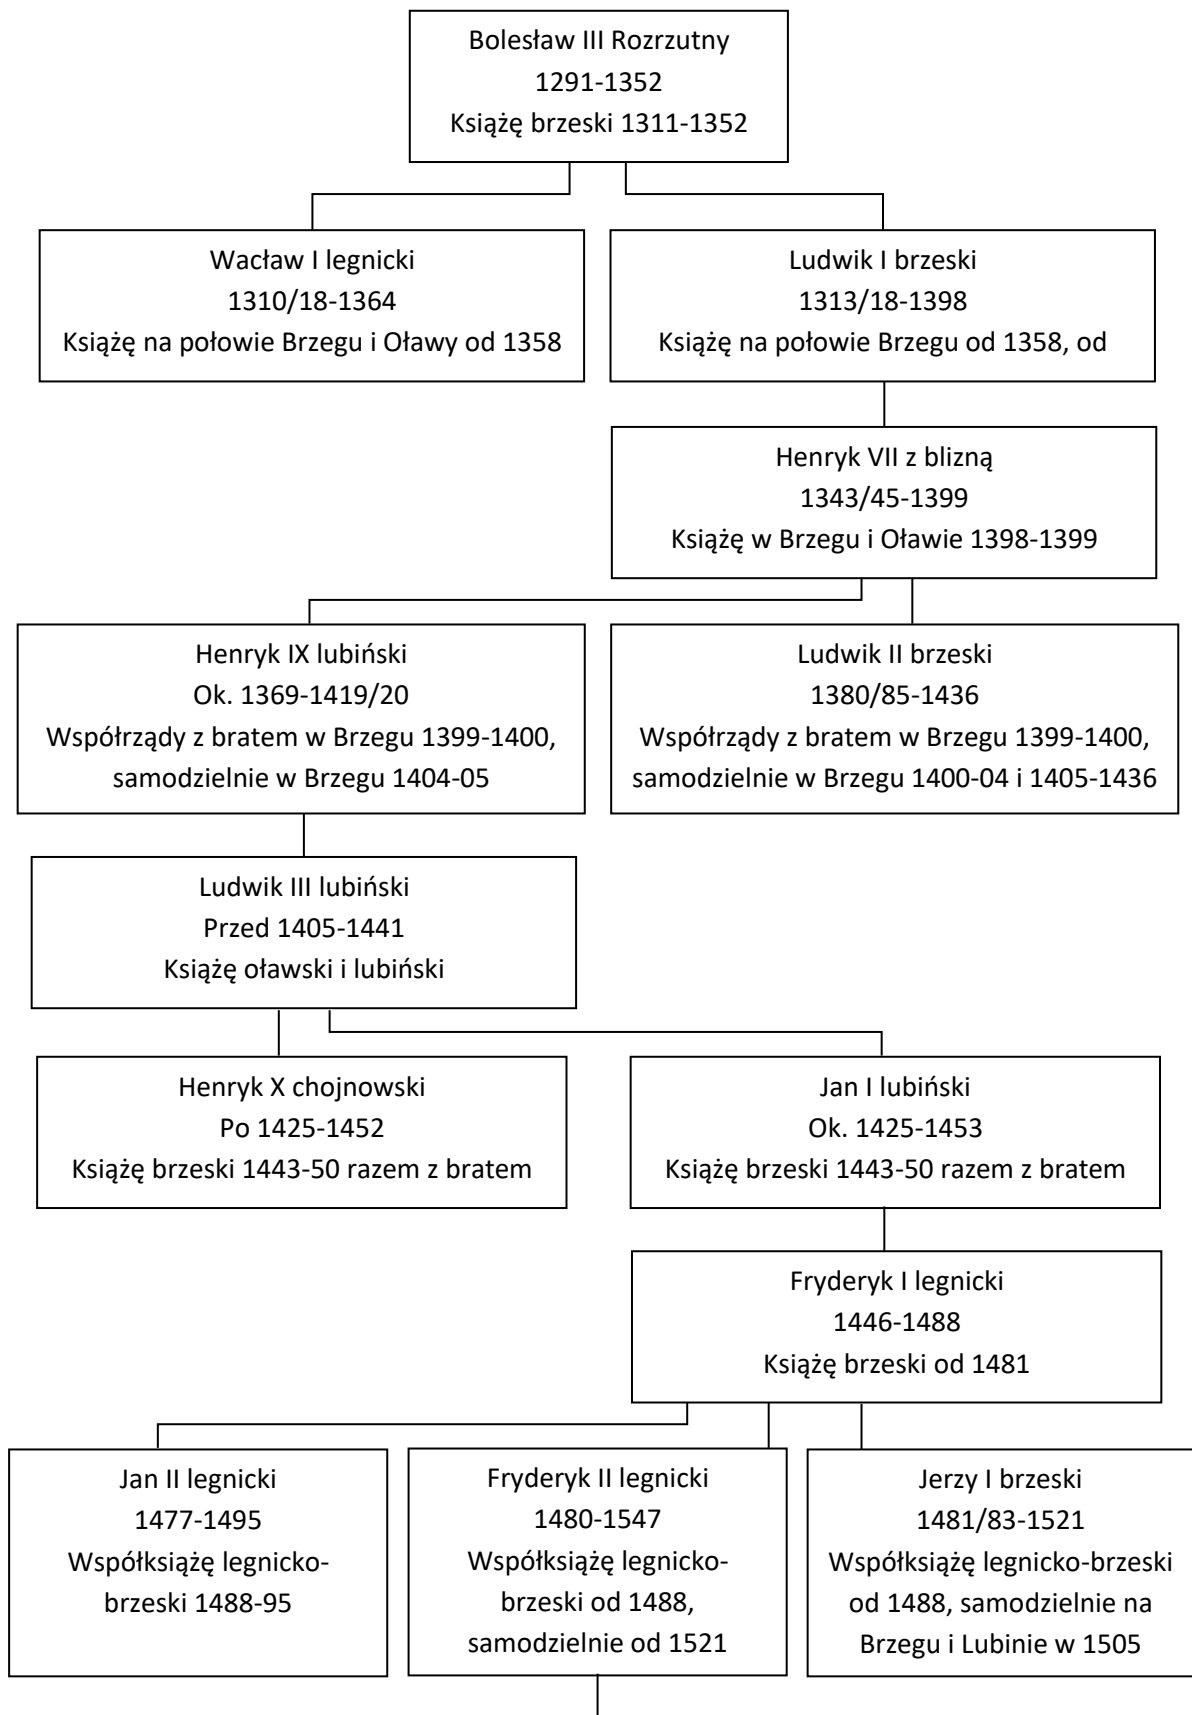 Bolesław III Rozrzutny
1291-1352
Książę brzeski 1311-1352
Wacław I legnicki
1310/18-1364
Książę na połowie Brzegu i Oławy od 1358
Ludwik I brzeski
1313/18-1398
Książę na połowie Brzegu od 1358, od
Henryk VII z blizną
1343/45-1399
Książę w Brzegu i Oławie 1398-1399
Henryk IX lubiński
Ok. 1369-1419/20
Współrządy z bratem w Brzegu 1399-1400,
samodzielnie w Brzegu 1404-05
Ludwik II brzeski
1380/85-1436
Współrządy z bratem w Brzegu 1399-1400,
samodzielnie w Brzegu 1400-04 i 1405-1436
Ludwik III lubiński
Przed 1405-1441
Książę oławski i lubiński
Henryk X chojnowski
Po 1425-1452
Książę brzeski 1443-50 razem z bratem
Jan I lubiński
Ok. 1425-1453
Książę brzeski 1443-50 razem z bratem
Fryderyk I legnicki
1446-1488
Książę brzeski od 1481
Jan II legnicki
1477-1495
Współksiążę legnicko-
brzeski 1488-95
Fryderyk II legnicki
1480-1547
Współksiążę legnicko-
brzeski od 1488,
samodzielnie od 1521
Jerzy I brzeski
1481/83-1521
Współksiążę legnicko-brzeski
od 1488, samodzielnie na
Brzegu i Lubinie w 1505